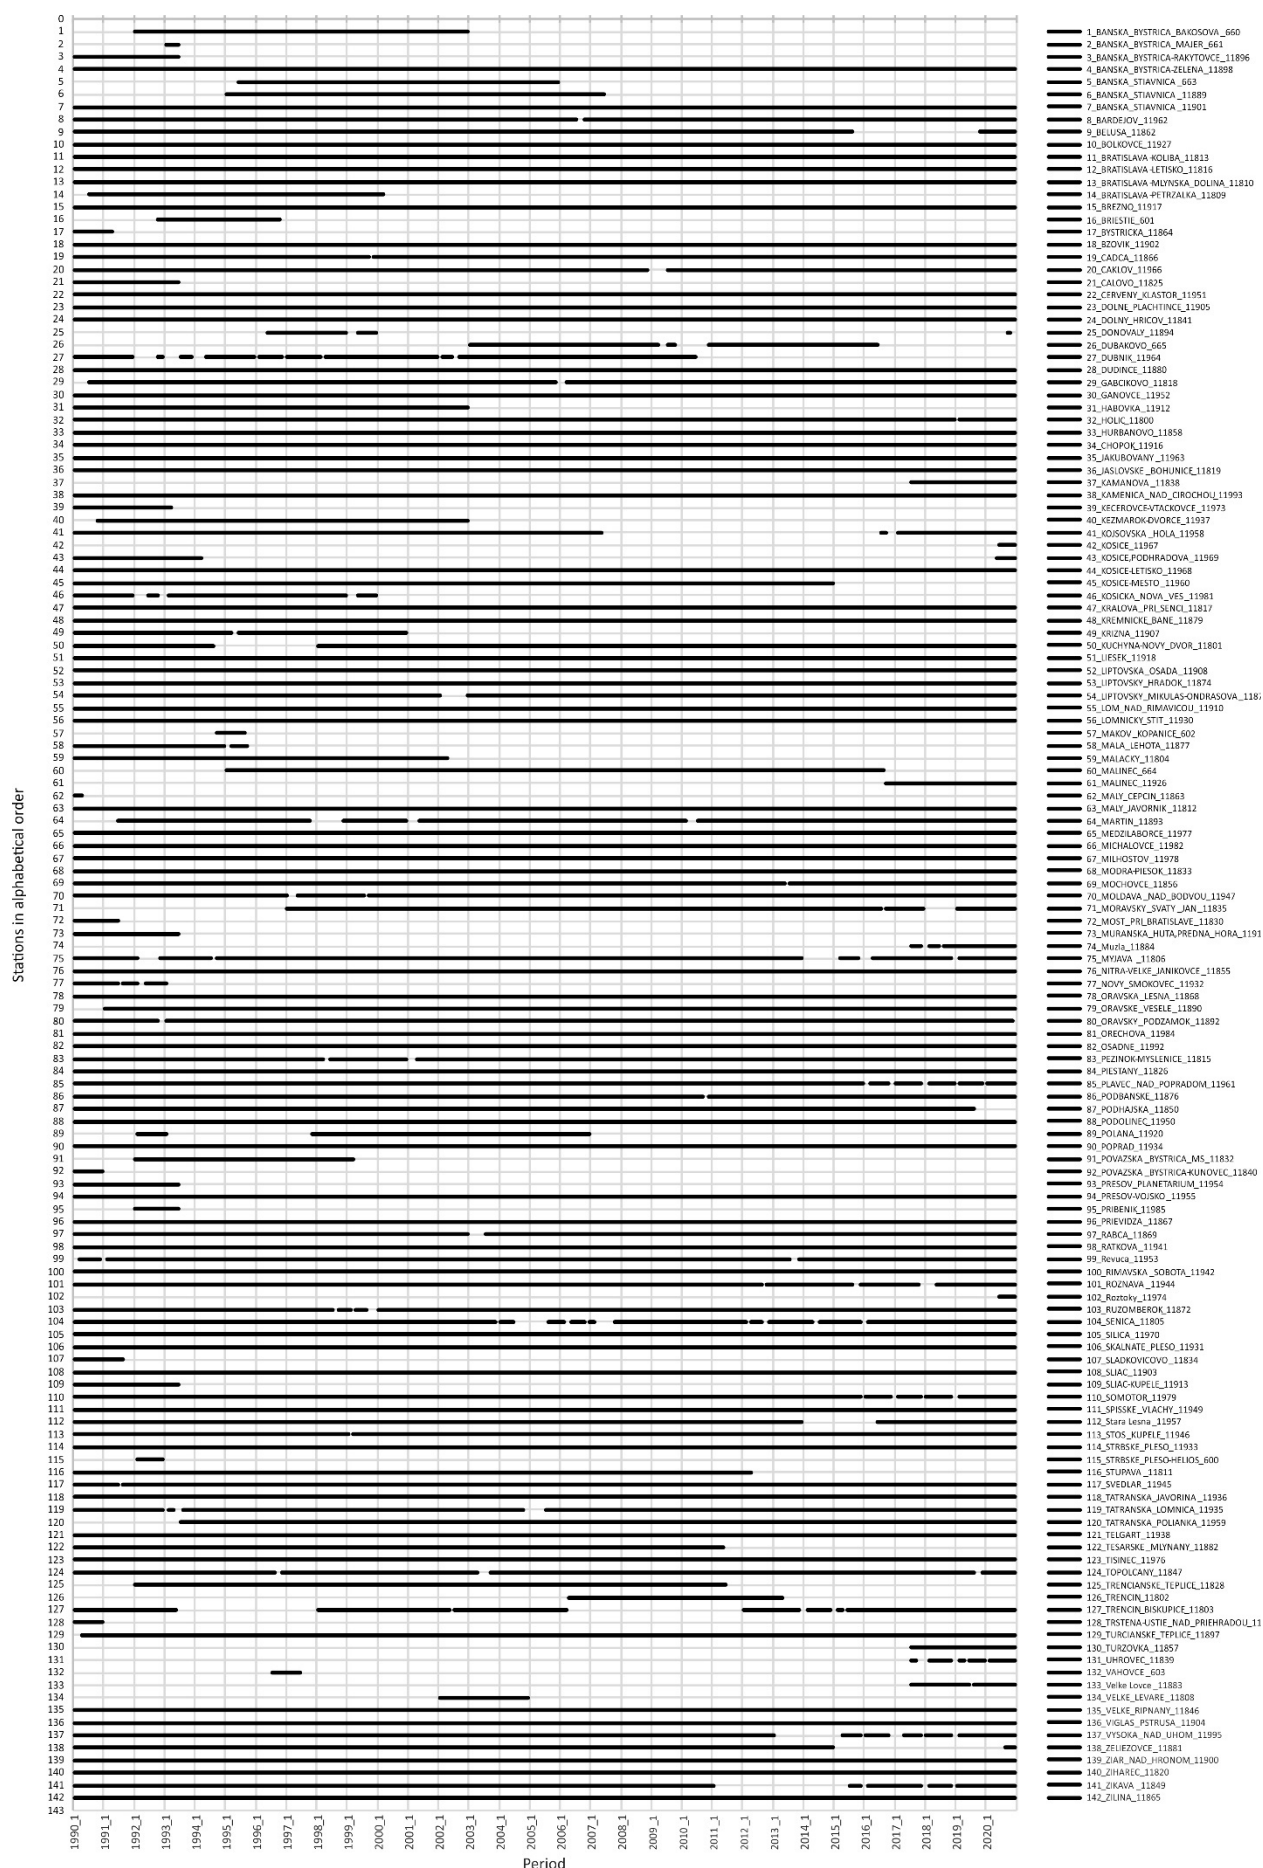 Stations in alphabetical order
0
1
2
3
4
5
6
7
8
9
10
11
12
13
14
15
16
17
18
19
20
21
22
23
24
25
26
27
28
29
30
31
32
33
34
35
36
37
38
39
40
41
42
43
44
45
46
47
48
49
50
51
52
53
54
55
56
57
58
59
60
61
62
63
64
65
66
67
68
69
70
71
72
73
74
75
76
77
78
79
80
81
82
83
84
85
86
87
88
89
90
91
92
93
94
95
96
97
98
99
100
101
102
103
104
105
106
107
108
109
110
111
112
113
114
115
116
117
118
119
120
121
122
123
124
125
126
127
128
129
130
131
132
133
134
135
136
137
138
139
140
141
142
143
1990_1
1991_1
1992_1
1993_1
1994_1
1995_1
1996_1
1997_1
1998_1
1999_1
2000_1
2001_1
2002_1
2003_1
2004_1
2005_1
2006_1
2007_1
2008_1
2009_1
2010_1
2011_1
2012_1
2013_1
2014_1
2015_1
2016_1
2017_1
2018_1
2019_1
2020_1
Period
1_BANSKA_BYSTRICA_BAKOSOVA_660
2_BANSKA_BYSTRICA_MAJER_661
3_BANSKA_BYSTRICA-RAKYTOVCE_11896
4_BANSKA_BYSTRICA-ZELENA_11898
5_BANSKA_STIAVNICA_663
6_BANSKA_STIAVNICA_11889
7_BANSKA_STIAVNICA_11901
8_BARDEJOV_11962
9_BELUSA_11862
10_BOLKOVCE_11927
11_BRATISLAVA-KOLIBA_11813
12_BRATISLAVA-LETISKO_11816
13_BRATISLAVA-MLYNSKA_DOLINA_11810
14_BRATISLAVA-PETRZALKA_11809
15_BREZNO_11917
16_BRIESTIE_601
17_BYSTRICKA_11864
18_BZOVIK_11902
19_CADCA_11866
20_CAKLOV_11966
21_CALOVO_11825
22_CERVENY_KLASTOR_11951
23_DOLNE_PLACHTINCE_11905
24_DOLNY_HRICOV_11841
25_DONOVALY_11894
26_DUBAKOVO_665
27_DUBNIK_11964
28_DUDINCE_11880
29_GABCIKOVO_11818
30_GANOVCE_11952
31_HABOVKA_11912
32_HOLIC_11800
33_HURBANOVO_11858
34_CHOPOK_11916
35_JAKUBOVANY_11963
36_JASLOVSKE_BOHUNICE_11819
37_KAMANOVA_11838
38_KAMENICA_NAD_CIROCHOU_11993
39_KECEROVCE-VTACKOVCE_11973
40_KEZMAROK-DVORCE_11937
41_KOJSOVSKA_HOLA_11958
42_KOSICE_11967
43_KOSICE,PODHRADOVA_11969
44_KOSICE-LETISKO_11968
45_KOSICE-MESTO_11960
46_KOSICKA_NOVA_VES_11981
47_KRALOVA_PRI_SENCI_11817
48_KREMNICKE_BANE_11879
49_KRIZNA_11907
50_KUCHYNA-NOVY_DVOR_11801
51_LIESEK_11918
52_LIPTOVSKA_OSADA_11908
53_LIPTOVSKY_HRADOK_11874
54_LIPTOVSKY_MIKULAS-ONDRASOVA_187
55_LOM_NAD_RIMAVICOU_11910
56_LOMNICKY_STIT_11930
57_MAKOV_KOPANICE_602
58_MALA_LEHOTA_11877
59_MALACKY_11804
60_MALINEC_664
61_MALINEC_11926
62_MALY_CEPCIN_11863
63_MALY_JAVORNIK_11812
64_MARTIN_11893
65_MEDZILABORCE_11977
66_MICHALOVCE_11982
67_MILHOSTOV_11978
68_MODRA-PIESOK_11833
69_MOCHOVCE_11856
70_MOLDAVA_NAD_BODVOU_11947
71_MORAVSKY_SVATY_JAN_11835
72_MOST_PRI_BRATISLAVE_11830
73_MURANSKA_HUTA,PREDNA_HORA_1191
74_Muzla_11884
75_MYJAVA_11806
76_NITRA-VELKE_JANIKOVCE_11855
77_NOVY_SMOKOVEC_11932
78_ORAVSKA_LESNA_11868
79_ORAVSKE_VESELE_11890
80_ORAVSKY_PODZAMOK_11892
81_ORECHOVA_11984
82_OSADNE_11992
83_PEZINOK-MYSLENICE_11815
84_PIESTANY_11826
85_PLAVEC_NAD_POPRADOM_11961
86_PODBANSKE_11876
87_PODHAJSKA_11850
88_PODOLINEC_11950
89_POLANA_11920
90_POPRAD_11934
91_POVAZSKA_BYSTRICA_MS_11832
92_POVAZSKA_BYSTRICA-KUNOVEC_11840
93_PRESOV_PLANETARIUM_11954
94_PRESOV-VOJSKO_11955
95_PRIBENIK_11985
96_PRIEVIDZA_11867
97_RABCA_11869
98_RATKOVA_11941
99_Revuca_11953
100_RIMAVSKA_SOBOTA_11942
101_ROZNAVA_11944
102_Roztoky_11974
103_RUZOMBEROK_11872
104_SENICA_11805
105_SILICA_11970
106_SKALNATE_PLESO_11931
107_SLADKOVICOVO_11834
108_SLIAC_11903
109_SLIAC-KUPELE_11913
110_SOMOTOR_11979
111_SPISSKE_VLACHY_11949
112_Stara Lesna_11957
113_STOS_KUPELE_11946
114_STRBSKE_PLESO_11933
115_STRBSKE_PLESO-HELIOS_600
116_STUPAVA_11811
117_SVEDLAR_11945
118_TATRANSKA_JAVORINA_11936
119_TATRANSKA_LOMNICA_11935
120_TATRANSKA_POLIANKA_11959
121_TELGART_11938
122_TESARSKE_MLYNANY_11882
123_TISINEC_11976
124_TOPOLCANY_11847
125_TRENCIANSKE_TEPLICE_11828
126_TRENCIN_11802
127_TRENCIN_BISKUPICE_11803
128_TRSTENA-USTIE_NAD_PRIEHRADOU_11
129_TURCIANSKE_TEPLICE_11897
130_TURZOVKA_11857
131_UHROVEC_11839
132_VAHOVCE_603
133_Velke Lovce_11883
134_VELKE_LEVARE_11808
135_VELKE_RIPNANY_11846
136_VIGLAS_PSTRUSA_11904
137_VYSOKA_NAD_UHOM_11995
138_ZELIEZOVCE_11881
139_ZIAR_NAD_HRONOM_11900
140_ZIHAREC_11820
141_ZIKAVA_11849
142_ZILINA_11865